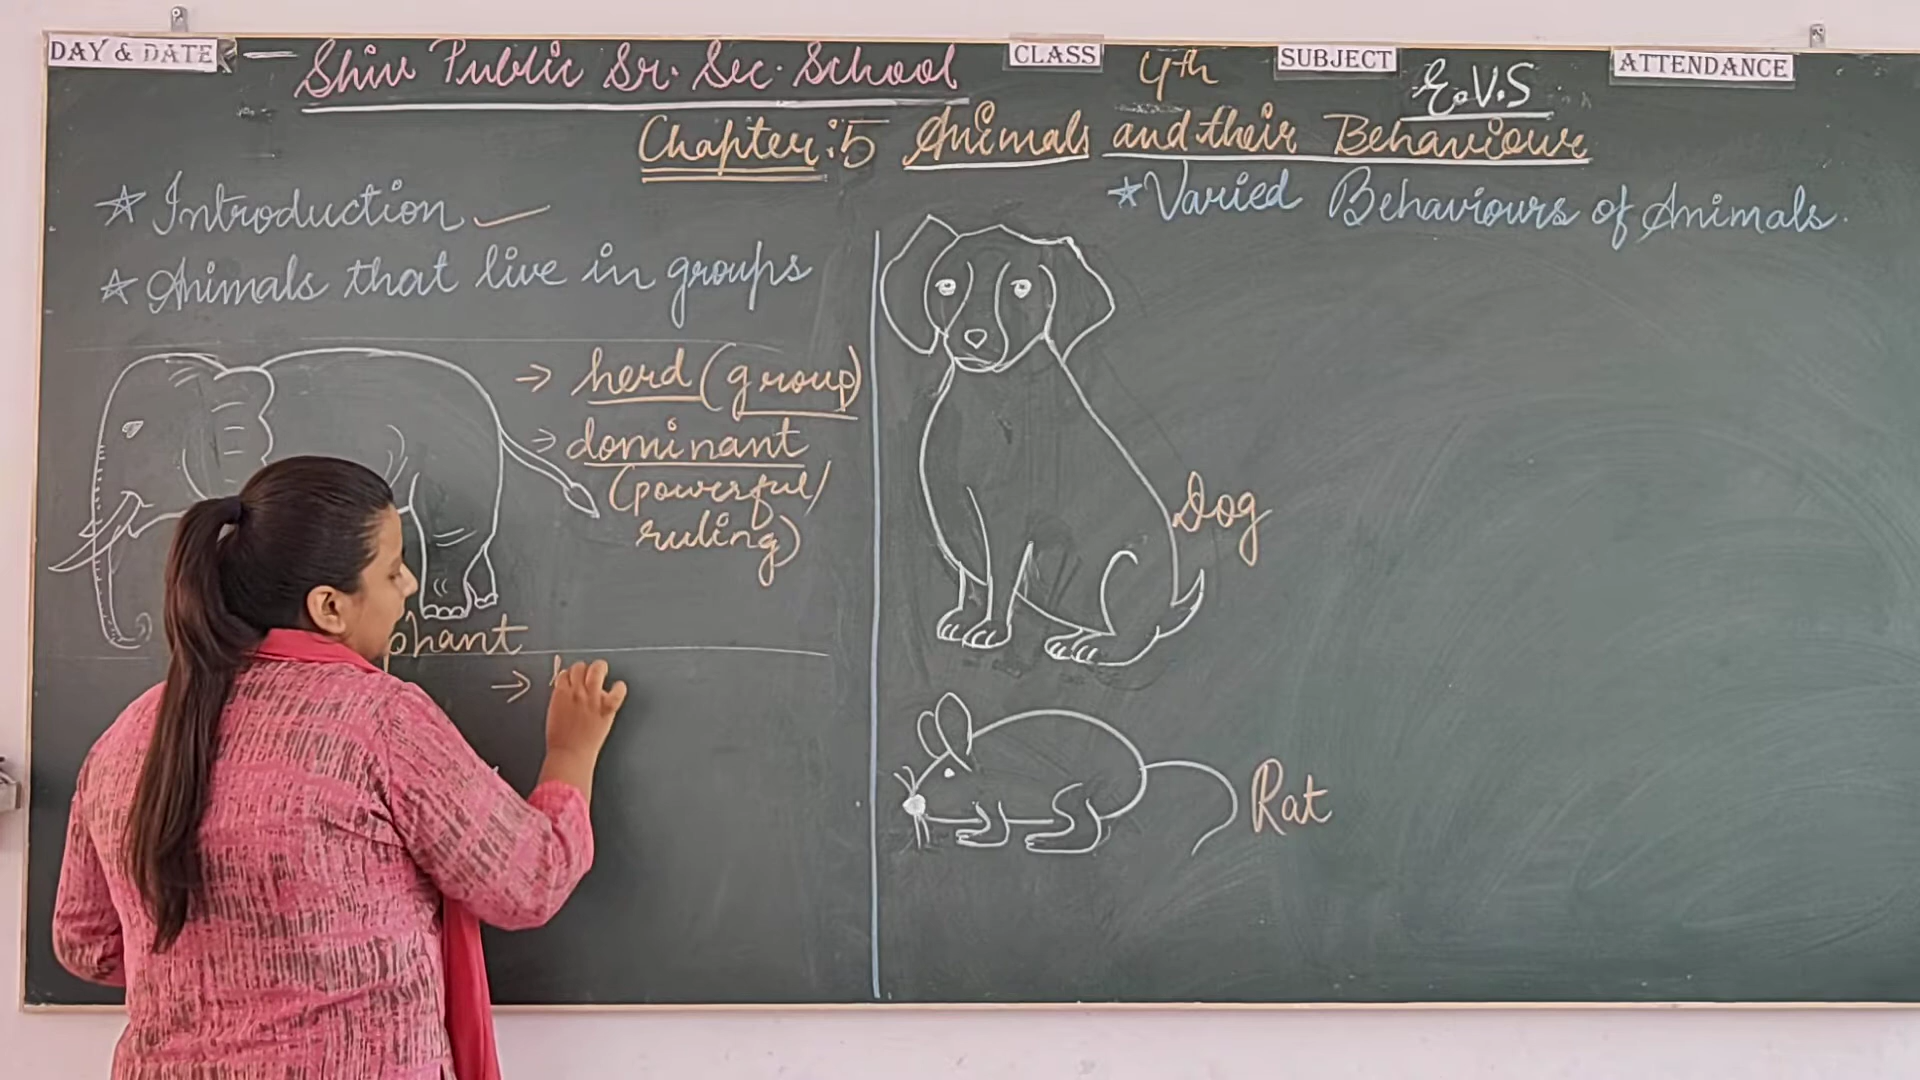 DAY & DATE — Shiv Public Sr. Sec. School CLASS 4th SUBJECT E.V.S ATTENDANCE
Chapter:5 Animals and their Behaviour
☆ Introduction
☆ Animals that live in groups
→ herd (group)
→ dominant
(powerful/
ruling)
phant
→
★ Varied Behaviours of Animals.
Dog
Rat